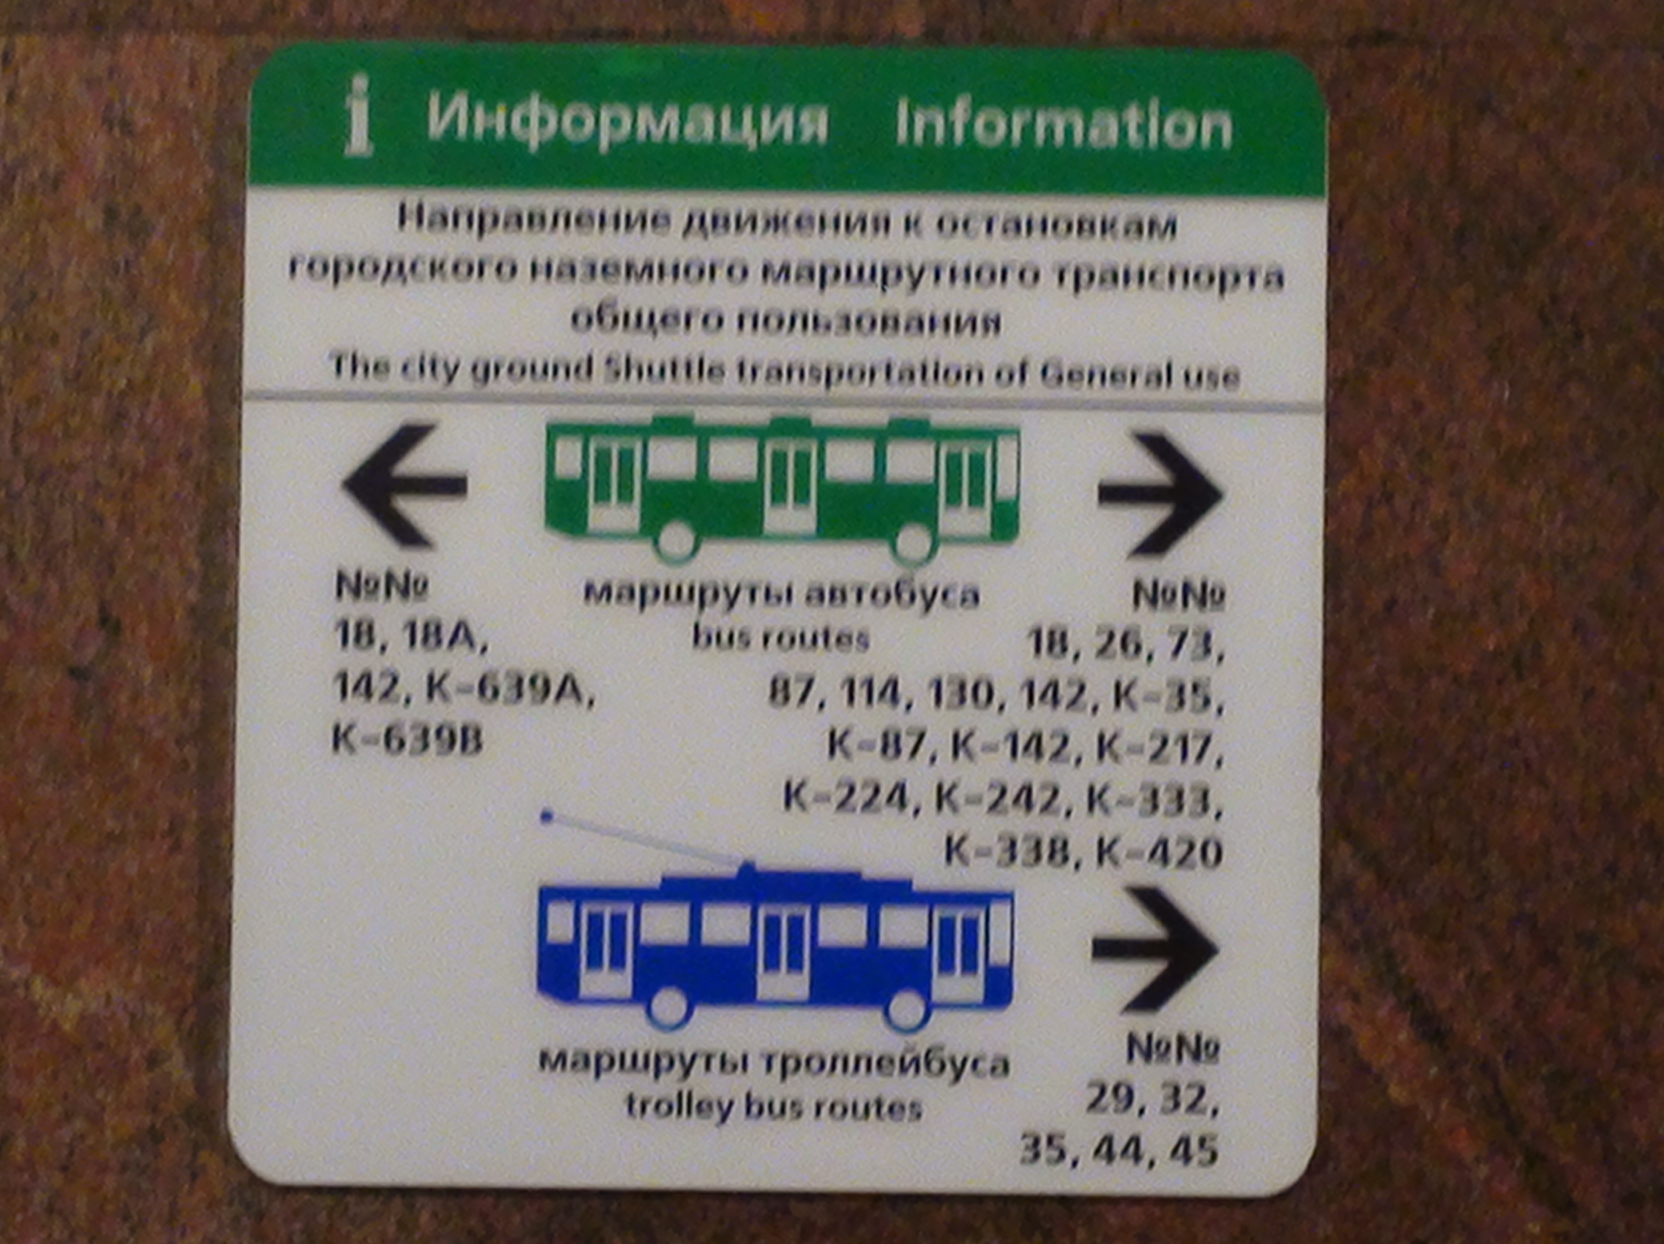 i Информация Information
Направление движения к остановкам
городского наземного маршрутного транспорта
общего пользования
The city ground Shuttle transportation of General use
№№
18, 18А,
142, К-639А,
К-639В
маршруты автобуса
bus routes
№№
18, 26, 73,
87, 114, 130, 142, К-35,
К-87, К-142, К-217,
К-224, К-242, К-333,
К-338, К-420
маршруты троллейбуса
trolley bus routes
№№
29, 32,
35, 44, 45